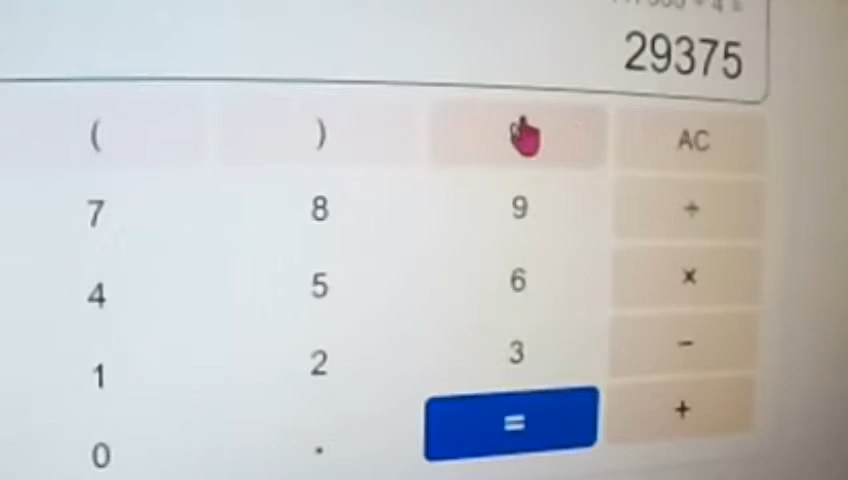 29375
( ) AC
7 8 9 ÷
4 5 6 ×
1 2 3 −
0 . = +